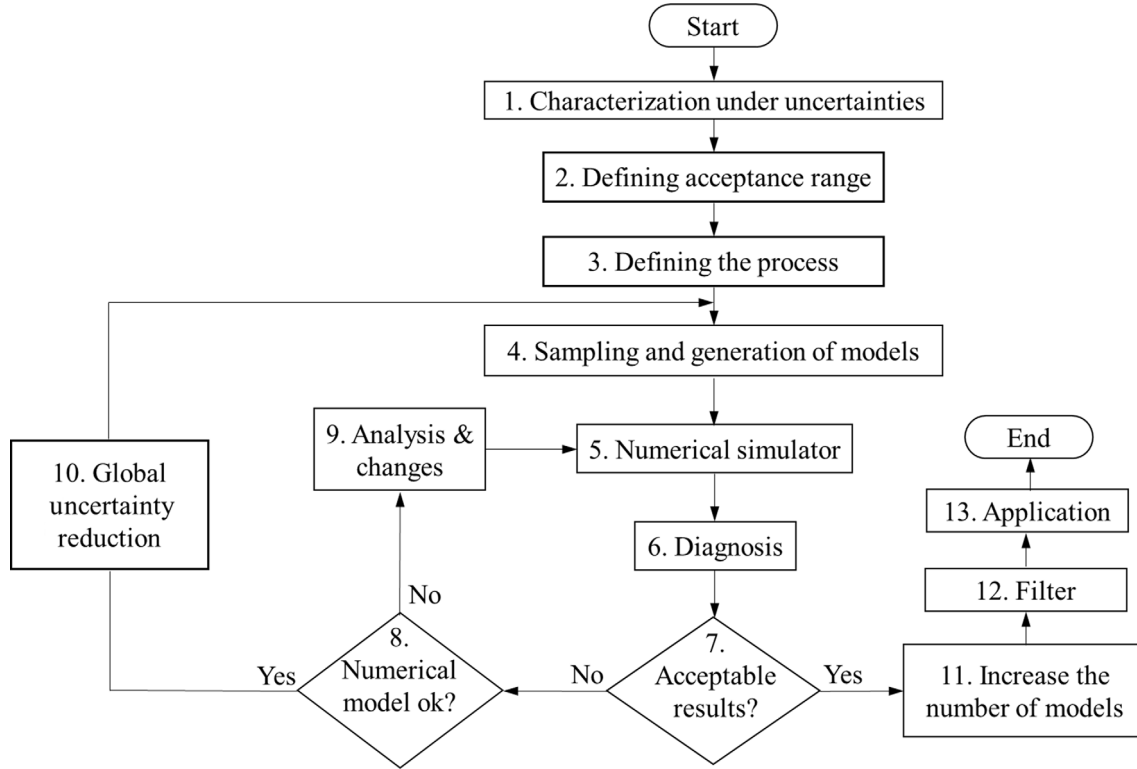 Start
1. Characterization under uncertainties
2. Defining acceptance range
3. Defining the process
4. Sampling and generation of models
9. Analysis &
changes
5. Numerical simulator
End
10. Global
uncertainty
reduction
13. Application
6. Diagnosis
12. Filter
No
8.
Numerical
model ok?
Yes
7.
Acceptable
results?
No
Yes
11. Increase the
number of models